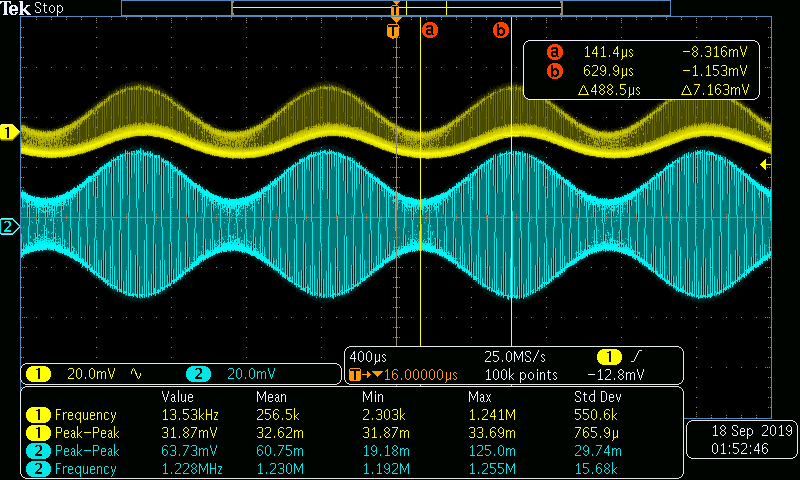 Tek Stop
T
T a b
a 141.4µs -8.316mV
b 629.9µs -1.153mV
△488.5µs △7.163mV
1
2
1 20.0mV ∿ 2 20.0mV
400µs 25.0MS/s 1
T→▼16.00000µs 100k points -12.8mV
Value Mean Min Max Std Dev
1 Frequency 13.53kHz 256.5k 2.303k 1.241M 550.6k
1 Peak-Peak 31.87mV 32.62m 31.87m 33.69m 765.9µ
2 Peak-Peak 63.73mV 60.75m 19.18m 125.0m 29.74m
2 Frequency 1.228MHz 1.230M 1.192M 1.255M 15.68k
18 Sep 2019
01:52:46